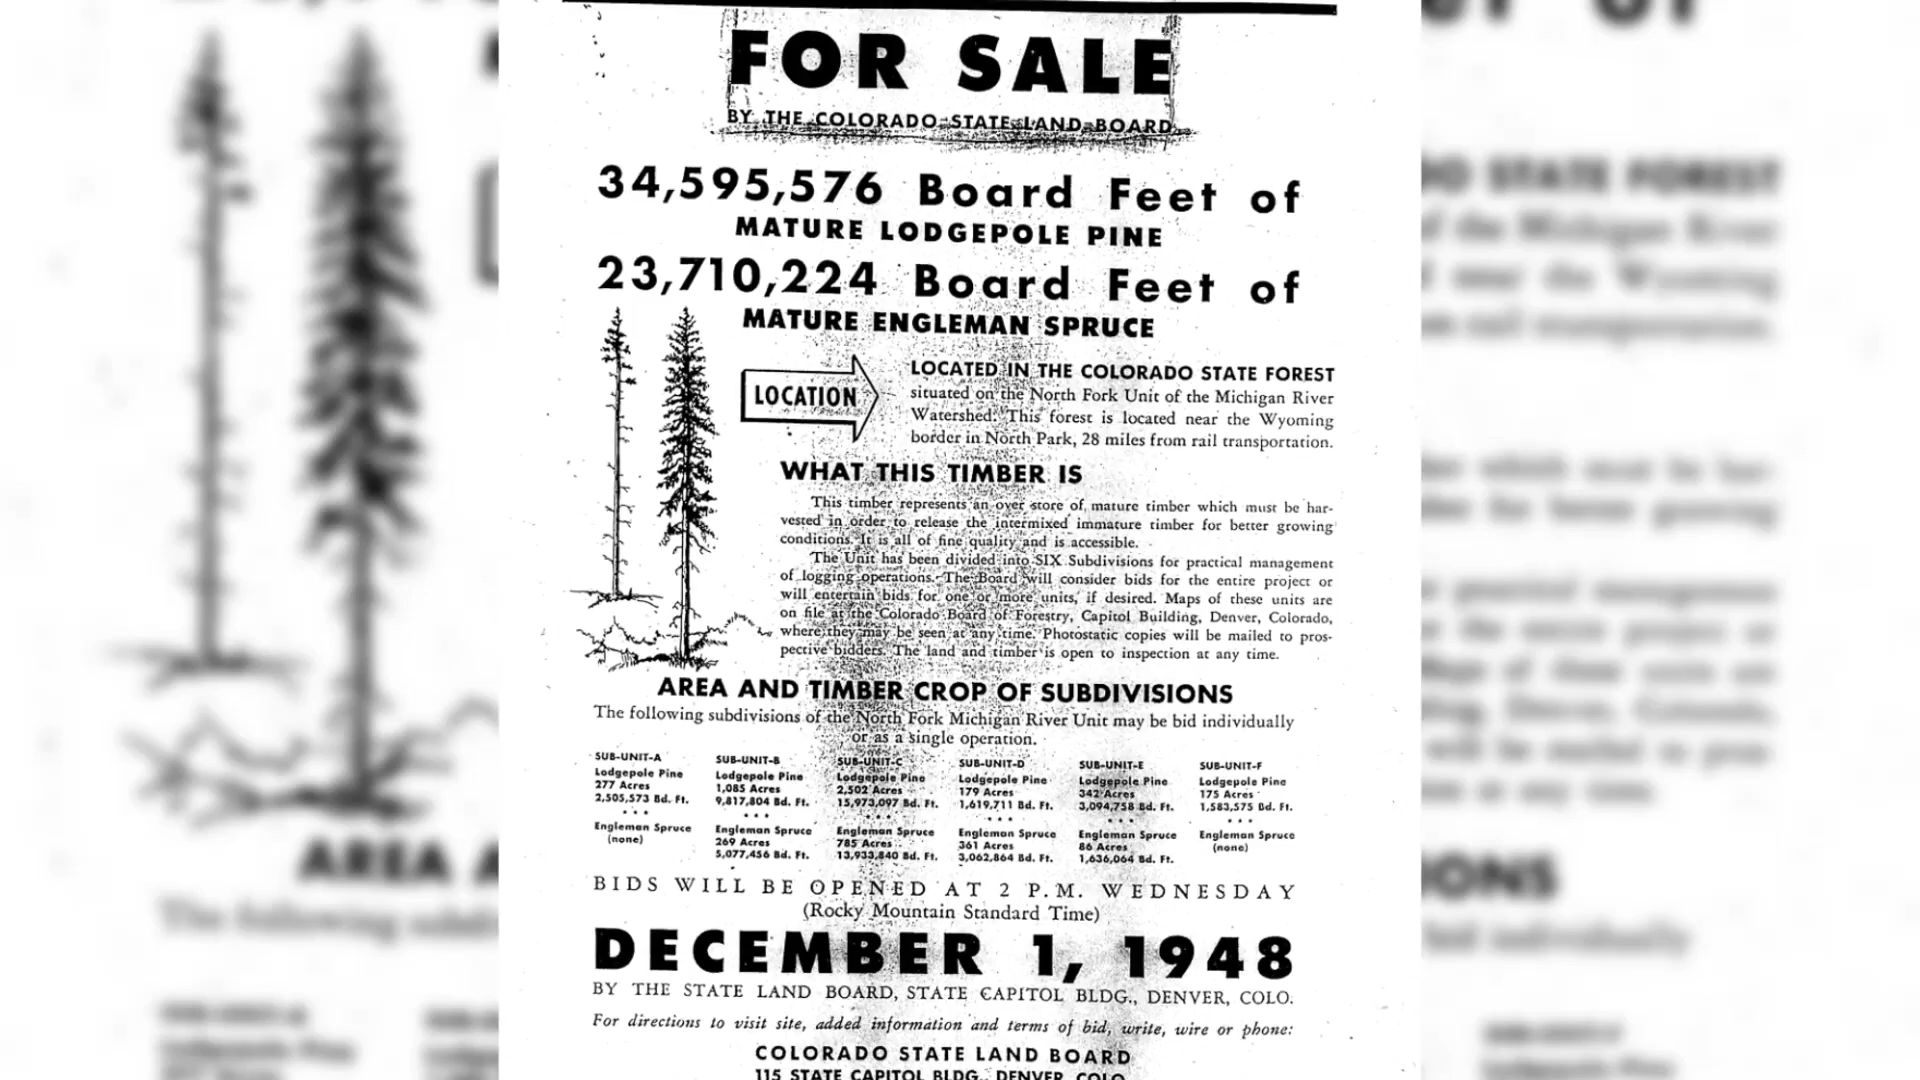 FOR SALE
BY THE COLORADO STATE LAND BOARD
34,595,576 Board Feet of
MATURE LODGEPOLE PINE
23,710,224 Board Feet of
MATURE ENGLEMAN SPRUCE
LOCATION
LOCATED IN THE COLORADO STATE FOREST
situated on the North Fork Unit of the Michigan River
Watershed. This forest is located near the Wyoming
border in North Park, 28 miles from rail transportation.
WHAT THIS TIMBER IS
This timber represents an over store of mature timber which must be har-
vested in order to release the intermixed immature timber for better growing
conditions. It is all of fine quality and is accessible.
The Unit has been divided into SIX Subdivisions for practical management
of logging operations. The Board will consider bids for the entire project or
will entertain bids for one or more units, if desired. Maps of these units are
on file at the Colorado Board of Forestry, Capitol Building, Denver, Colorado,
where they may be seen at any time. Photostatic copies will be mailed to pros-
pective bidders. The land and timber is open to inspection at any time.
AREA AND TIMBER CROP OF SUBDIVISIONS
The following subdivisions of the North Fork Michigan River Unit may be bid individually
or as a single operation.
SUB-UNIT-A
Lodgepole Pine
277 Acres
2,505,573 Bd. Ft.
• • •
Engleman Spruce
(none)
SUB-UNIT-B
Lodgepole Pine
1,085 Acres
9,817,804 Bd. Ft.
• • •
Engleman Spruce
269 Acres
5,077,456 Bd. Ft.
SUB-UNIT-C
Lodgepole Pine
2,502 Acres
15,973,097 Bd. Ft.
• • •
Engleman Spruce
785 Acres
13,933,840 Bd. Ft.
SUB-UNIT-D
Lodgepole Pine
179 Acres
1,619,711 Bd. Ft.
• • •
Engleman Spruce
361 Acres
3,062,864 Bd. Ft.
SUB-UNIT-E
Lodgepole Pine
342 Acres
3,094,758 Bd. Ft.
• • •
Engleman Spruce
86 Acres
1,636,064 Bd. Ft.
SUB-UNIT-F
Lodgepole Pine
175 Acres
1,583,575 Bd. Ft.
• • •
Engleman Spruce
(none)
BIDS WILL BE OPENED AT 2 P.M. WEDNESDAY
(Rocky Mountain Standard Time)
DECEMBER 1, 1948
BY THE STATE LAND BOARD, STATE CAPITOL BLDG., DENVER, COLO.
For directions to visit site, added information and terms of bid, write, wire or phone:
COLORADO STATE LAND BOARD
115 STATE CAPITOL BLDG., DENVER, COLO.